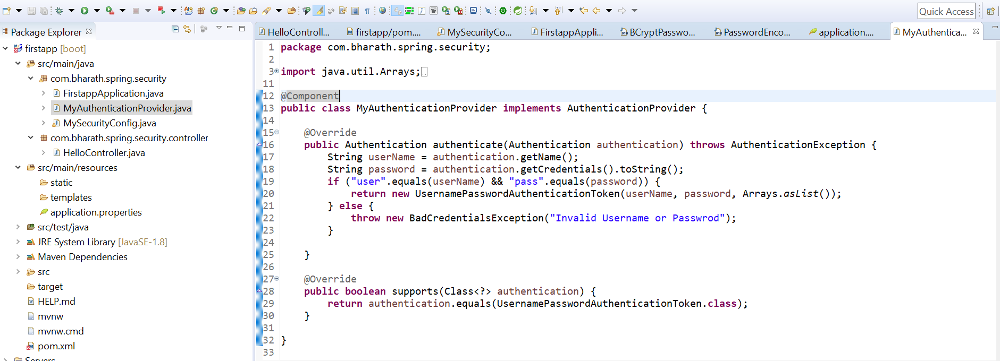 Quick Access
Package Explorer
HelloControll...
firstapp/pom....
MySecurityCo...
FirstappAppli...
BCryptPasswo...
PasswordEnco...
application....
MyAuthentica...
firstapp [boot]
src/main/java
com.bharath.spring.security
FirstappApplication.java
MyAuthenticationProvider.java
MySecurityConfig.java
com.bharath.spring.security.controller
HelloController.java
src/main/resources
static
templates
application.properties
src/test/java
JRE System Library [JavaSE-1.8]
Maven Dependencies
src
target
HELP.md
mvnw
mvnw.cmd
pom.xml
Servers
1 package com.bharath.spring.security;
2
3 import java.util.Arrays;
11
12 @Component
13 public class MyAuthenticationProvider implements AuthenticationProvider {
14
15 @Override
16 public Authentication authenticate(Authentication authentication) throws AuthenticationException {
17 String userName = authentication.getName();
18 String password = authentication.getCredentials().toString();
19 if ("user".equals(userName) && "pass".equals(password)) {
20 return new UsernamePasswordAuthenticationToken(userName, password, Arrays.asList());
21 } else {
22 throw new BadCredentialsException("Invalid Username or Passwrod");
23 }
24
25 }
26
27 @Override
28 public boolean supports(Class<?> authentication) {
29 return authentication.equals(UsernamePasswordAuthenticationToken.class);
30 }
31
32 }
33